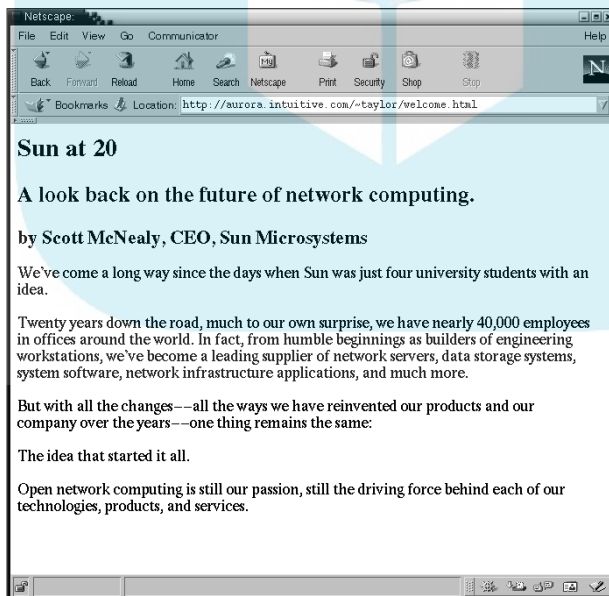 Netscape:
File Edit View Go Communicator Help
Back Forward Reload Home Search Netscape Print Security Shop Stop
My
N
Bookmarks Location: http://aurora.intuitive.com/~taylor/welcome.html
Sun at 20
A look back on the future of network computing.
by Scott McNealy, CEO, Sun Microsystems
We've come a long way since the days when Sun was just four university students with an
idea.
Twenty years down the road, much to our own surprise, we have nearly 40,000 employees
in offices around the world. In fact, from humble beginnings as builders of engineering
workstations, we've become a leading supplier of network servers, data storage systems,
system software, network infrastructure applications, and much more.
But with all the changes--all the ways we have reinvented our products and our
company over the years--one thing remains the same:
The idea that started it all.
Open network computing is still our passion, still the driving force behind each of our
technologies, products, and services.